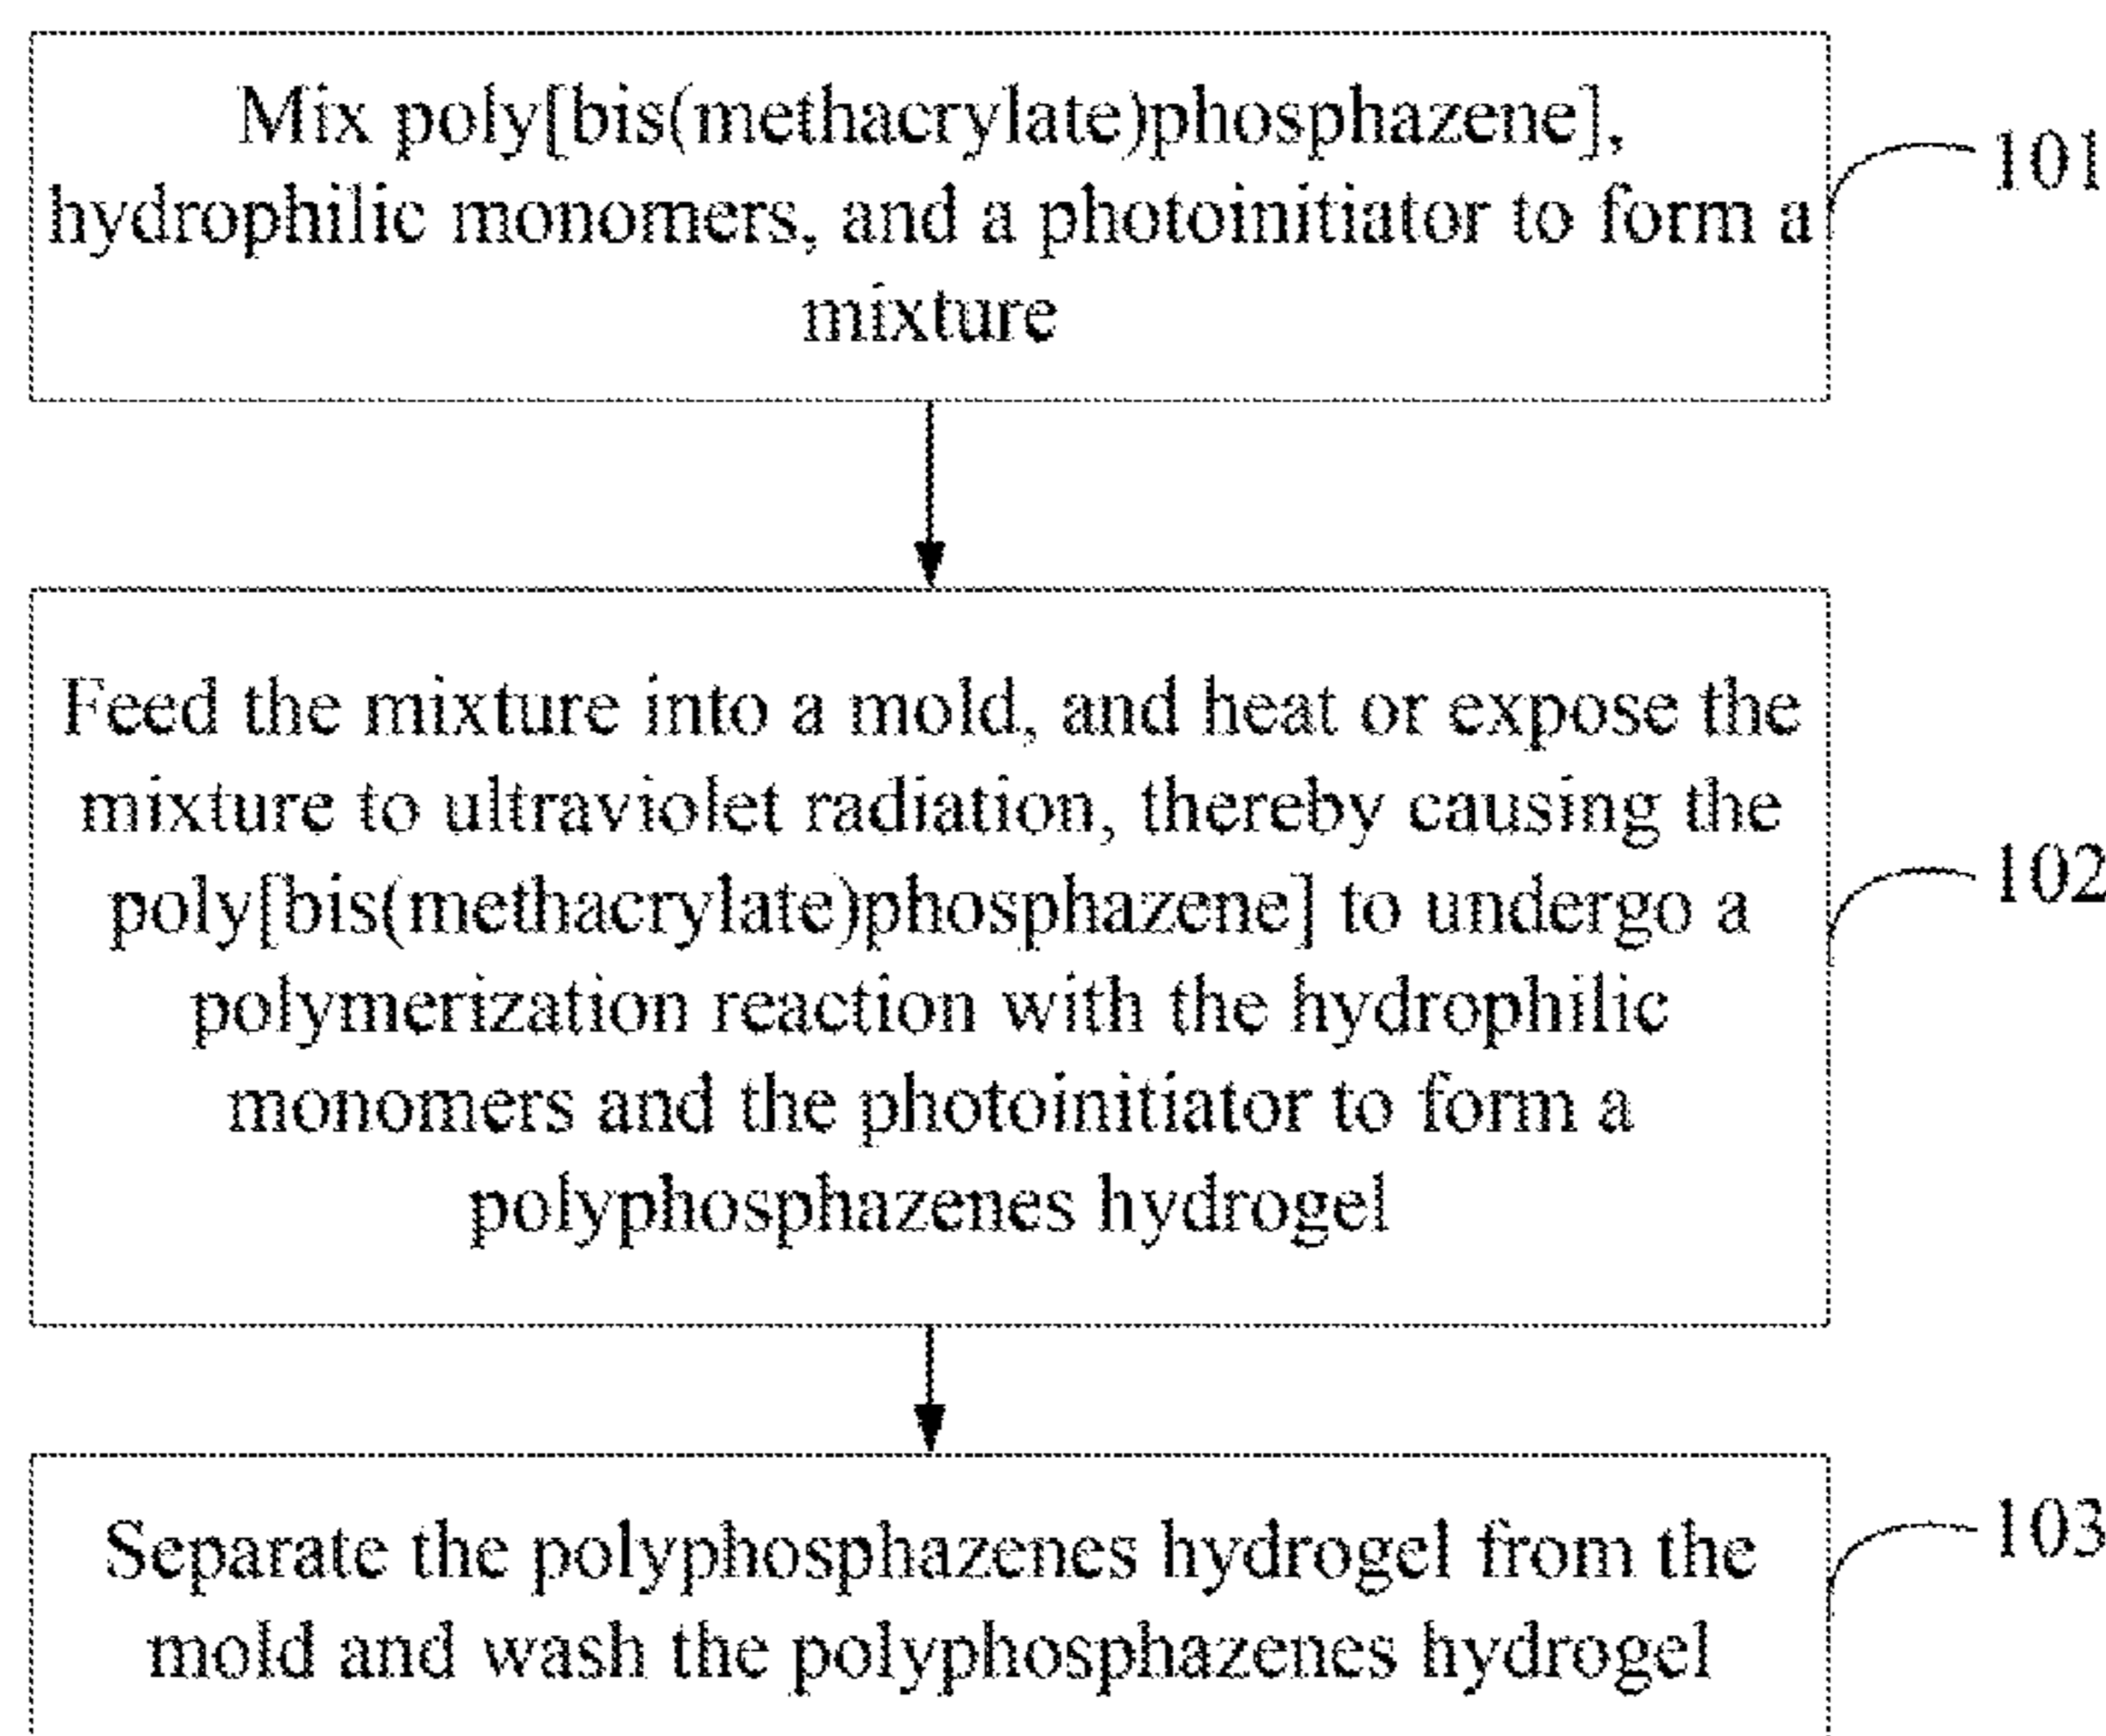 Mix poly[bis(methacrylate)phosphazene],
hydrophilic monomers, and a photoinitiator to form a
mixture
101
Feed the mixture into a mold, and heat or expose the
mixture to ultraviolet radiation, thereby causing the
poly[bis(methacrylate)phosphazene] to undergo a
polymerization reaction with the hydrophilic
monomers and the photoinitiator to form a
polyphosphazenes hydrogel
102
Separate the polyphosphazenes hydrogel from the
mold and wash the polyphosphazenes hydrogel
103